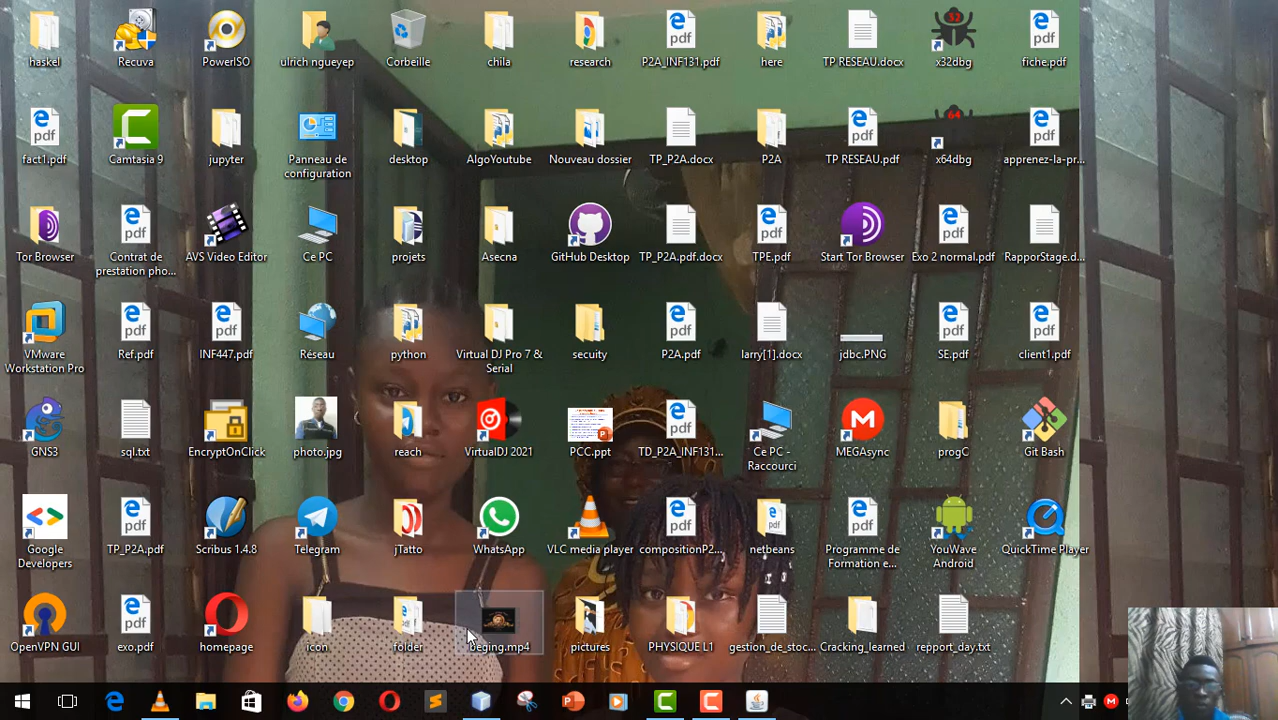 haskel
Recuva
PowerISO
ulrich ngueyep
Corbeille
chila
research
P2A_INF131.pdf
here
TP RESEAU.docx
x32dbg
fiche.pdf
fact1.pdf
Camtasia 9
jupyter
Panneau de
configuration
desktop
AlgoYoutube
Nouveau dossier
TP_P2A.docx
P2A
TP RESEAU.pdf
x64dbg
apprenez-la-pr...
Tor Browser
Contrat de
prestation pho...
AVS Video Editor
Ce PC
projets
Asecna
GitHub Desktop
TP_P2A.pdf.docx
TPE.pdf
Start Tor Browser
Exo 2 normal.pdf
RapporStage.d...
VMware
Workstation Pro
Ref.pdf
INF447.pdf
Réseau
python
Virtual DJ Pro 7 &
Serial
secuity
P2A.pdf
larry[1].docx
jdbc.PNG
SE.pdf
client1.pdf
GNS3
sql.txt
EncryptOnClick
photo.jpg
reach
VirtualDJ 2021
PCC.ppt
TD_P2A_INF131...
Ce PC -
Raccourci
MEGAsync
progC
Git Bash
Google
Developers
TP_P2A.pdf
Scribus 1.4.8
Telegram
jTatto
WhatsApp
VLC media player
compositionP2...
netbeans
Programme de
Formation e...
YouWave
Android
QuickTime Player
OpenVPN GUI
exo.pdf
homepage
icon
folder
beging.mp4
pictures
PHYSIQUE L1
gestion_de_stoc...
Cracking_learned
repport_day.txt